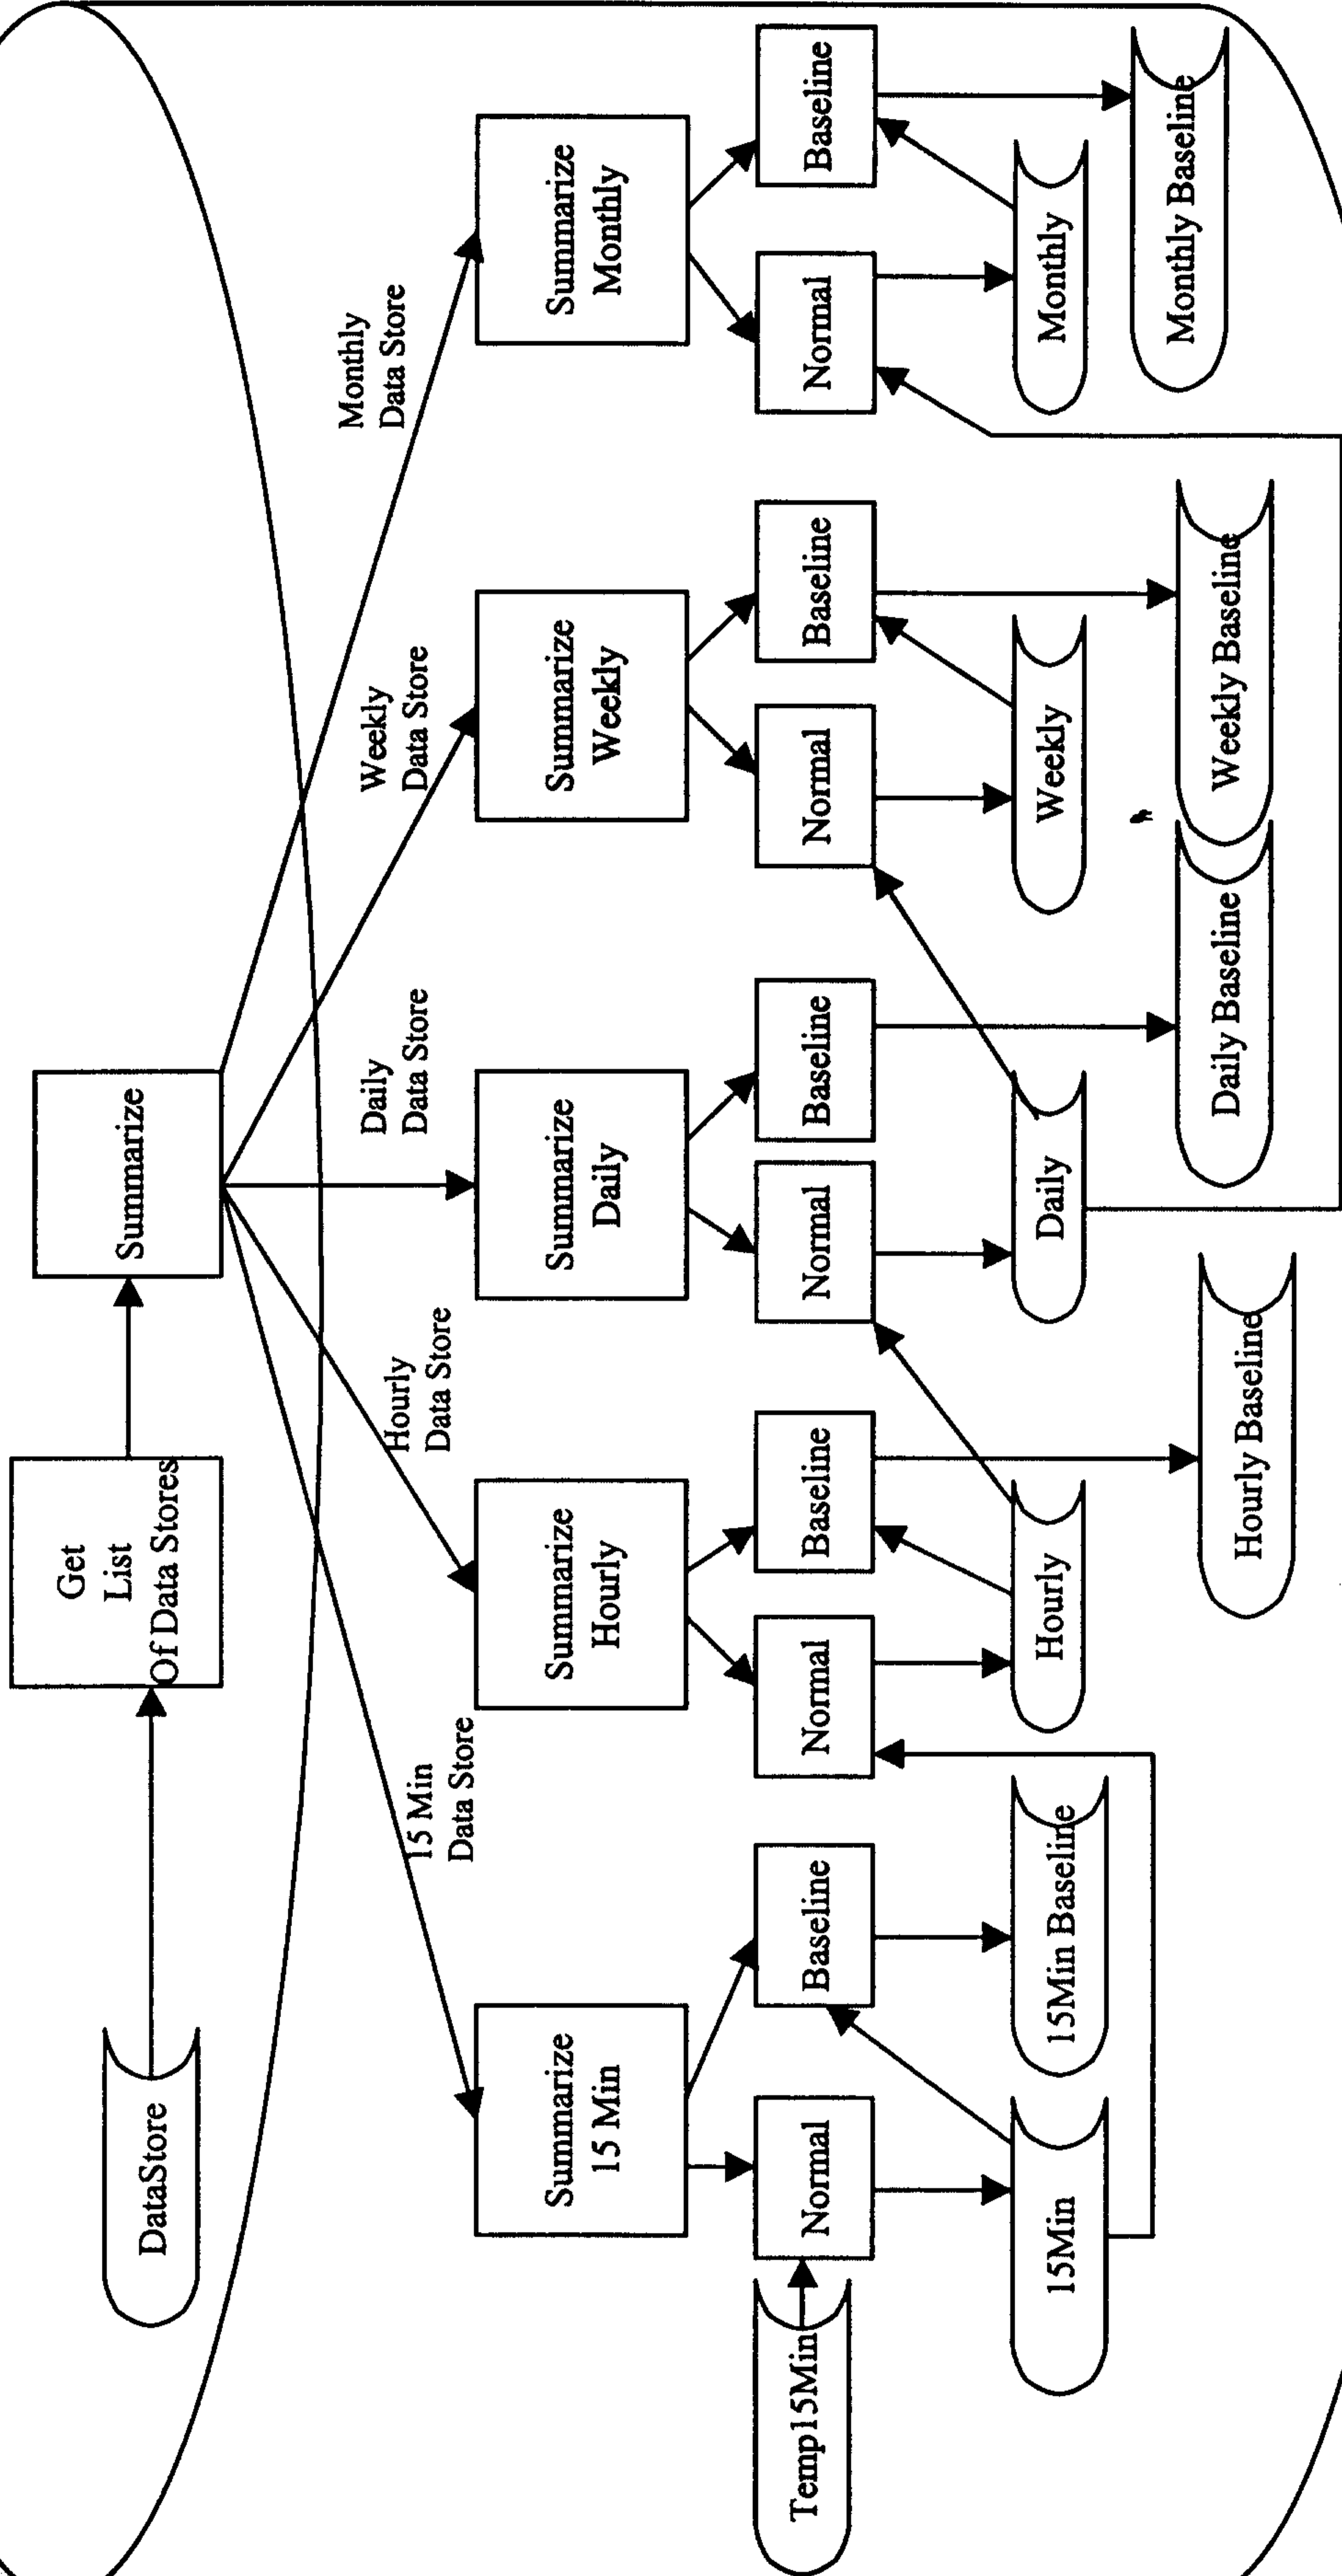 DataStore
Get
List
Of Data Stores
Summarize
15 Min
Data Store
Hourly
Data Store
Daily
Data Store
Weekly
Data Store
Monthly
Data Store
Summarize
15 Min
Summarize
Hourly
Summarize
Daily
Summarize
Weekly
Summarize
Monthly
Temp15Min
Normal
Baseline
Normal
Baseline
Normal
Baseline
Normal
Baseline
Normal
Baseline
15Min
15Min Baseline
Hourly
Daily
Weekly
Monthly
Hourly Baseline
Daily Baseline
Weekly Baseline
Monthly Baseline